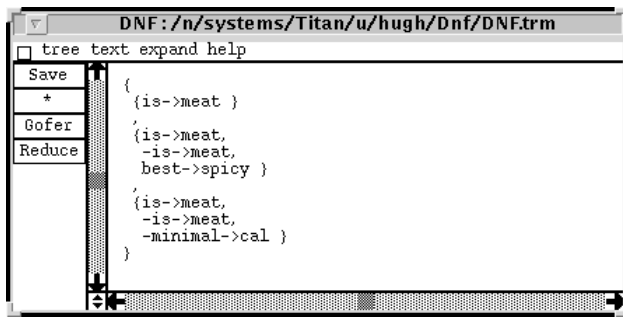 DNF:/n/systems/Titan/u/hugh/Dnf/DNF.trm
tree text expand help
Save
*
Gofer
Reduce
{
{is->meat }
,
{is->meat,
-is->meat,
best->spicy }
,
{is->meat,
-is->meat,
-minimal->cal }
}